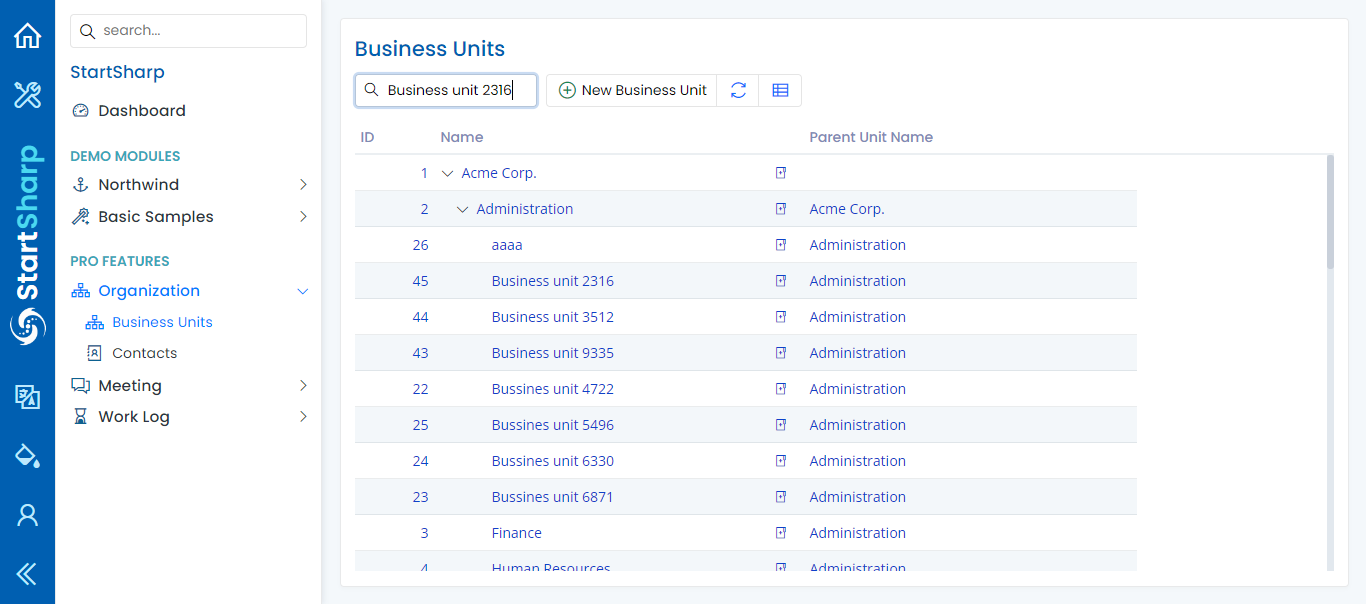 StartSharp
search...
StartSharp
Dashboard
DEMO MODULES
Northwind
Basic Samples
PRO FEATURES
Organization
Business Units
Contacts
Meeting
Work Log
Business Units
Business unit 2316
New Business Unit
ID Name Parent Unit Name
1 Acme Corp.
2 Administration Acme Corp.
26 aaaa Administration
45 Business unit 2316 Administration
44 Business unit 3512 Administration
43 Business unit 9335 Administration
22 Bussines unit 4722 Administration
25 Bussines unit 5496 Administration
24 Bussines unit 6330 Administration
23 Bussines unit 6871 Administration
3 Finance Administration
4 Human Resources Administration